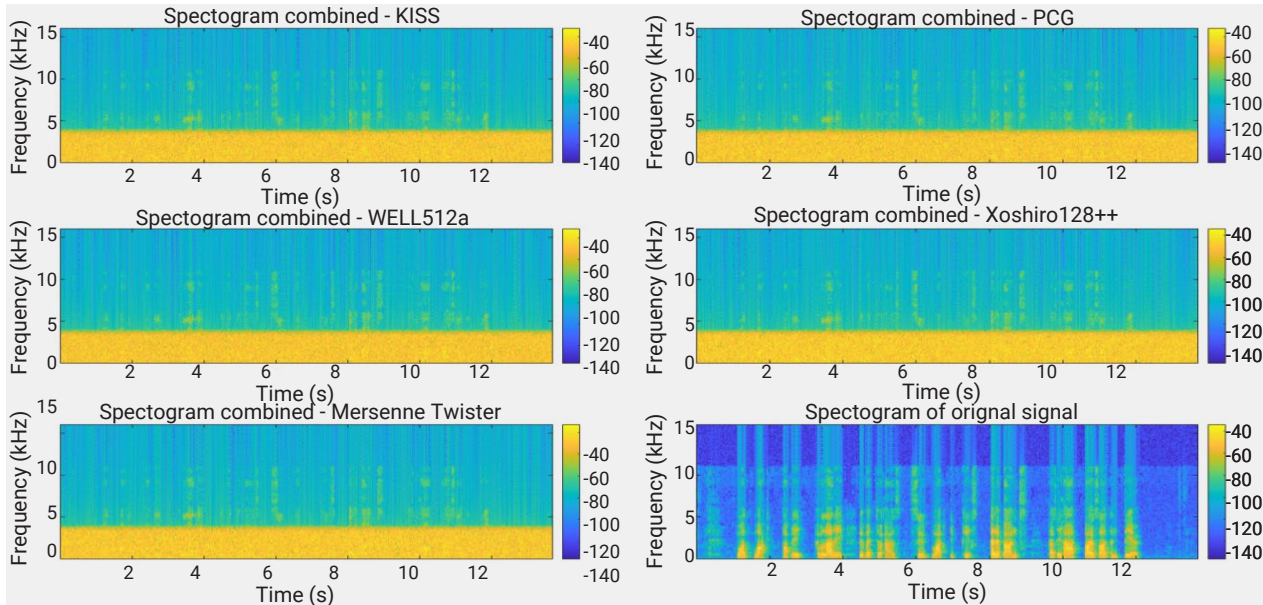 Spectogram combined - KISS
Frequency (kHz)
15
10
5
0
2 4 6 8 10 12
Time (s)
-40
-60
-80
-100
-120
-140
Spectogram combined - PCG
Frequency (kHz)
15
10
5
0
2 4 6 8 10 12
Time (s)
-40
-60
-80
-100
-120
-140
Spectogram combined - WELL512a
Frequency (kHz)
15
10
5
0
2 4 6 8 10 12
Time (s)
-40
-60
-80
-100
-120
-140
Spectogram combined - Xoshiro128++
Frequency (kHz)
15
10
5
0
2 4 6 8 10 12
Time (s)
-40
-60
-80
-100
-120
-140
Spectogram combined - Mersenne Twister
Frequency (kHz)
15
10
5
0
2 4 6 8 10 12
Time (s)
-40
-60
-80
-100
-120
-140
Spectogram of orignal signal
Frequency (kHz)
15
10
5
0
2 4 6 8 10 12
Time (s)
-40
-60
-80
-100
-120
-140